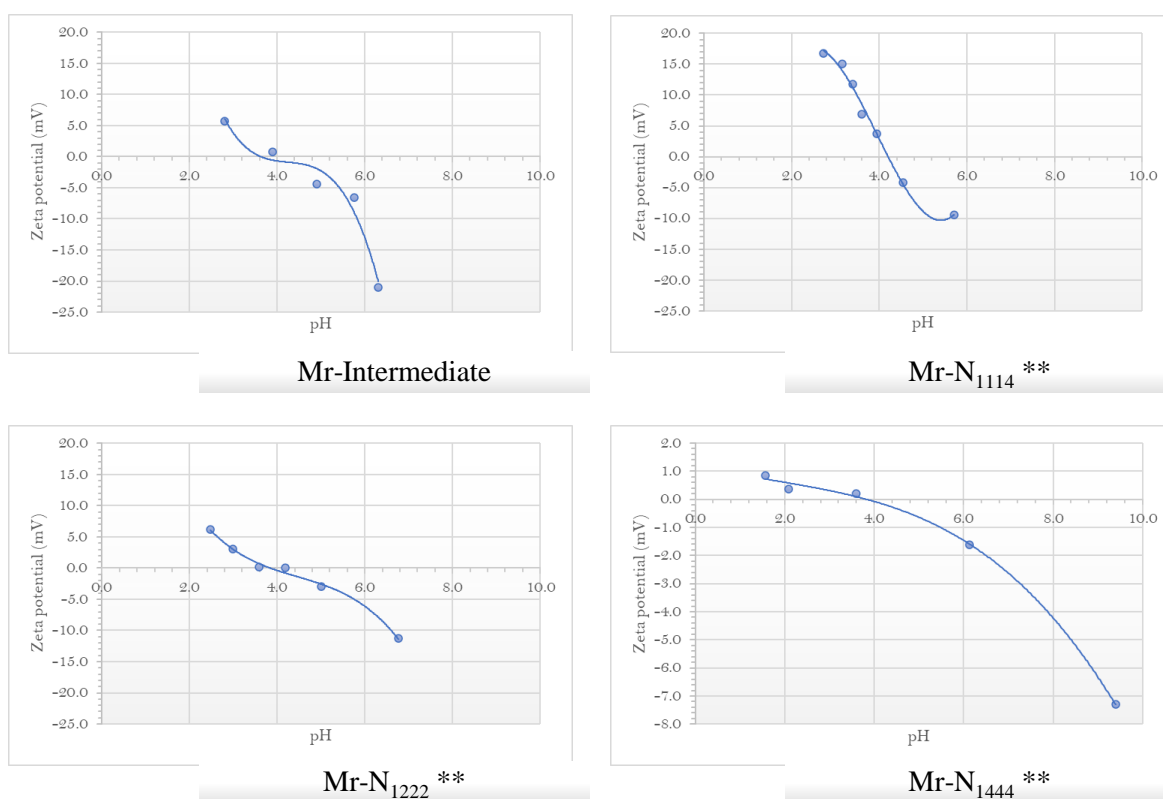 20.0
15.0
10.0
5.0
0.0
-5.0
-10.0
-15.0
-20.0
-25.0
0.0 2.0 4.0 6.0 8.0 10.0
Zeta potential (mV)
pH
Mr-Intermediate
20.0
15.0
10.0
5.0
0.0
-5.0
-10.0
-15.0
-20.0
-25.0
0.0 2.0 4.0 6.0 8.0 10.0
Zeta potential (mV)
pH
Mr-N1114 **
20.0
15.0
10.0
5.0
0.0
-5.0
-10.0
-15.0
-20.0
-25.0
0.0 2.0 4.0 6.0 8.0 10.0
Zeta potential (mV)
pH
Mr-N1222 **
2.0
1.0
0.0
-1.0
-2.0
-3.0
-4.0
-5.0
-6.0
-7.0
-8.0
0.0 2.0 4.0 6.0 8.0 10.0
Zeta potential (mV)
pH
Mr-N1444 **